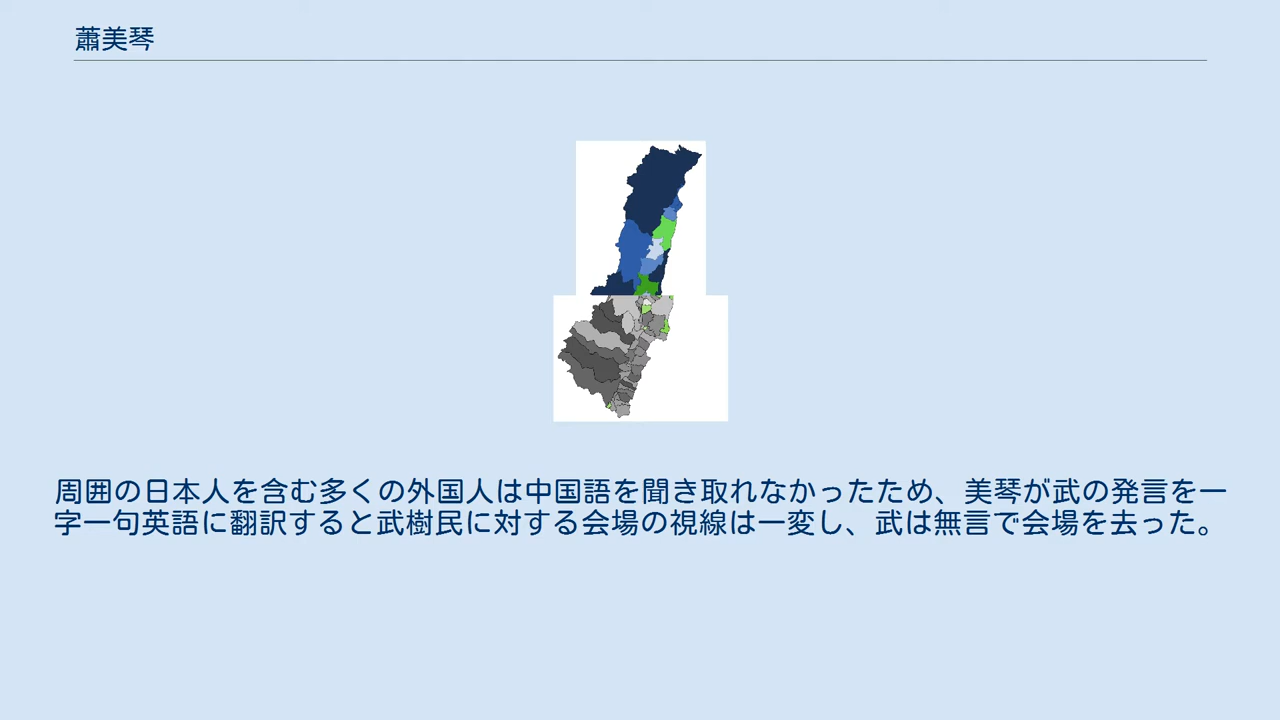 蕭美琴
周囲の日本人を含む多くの外国人は中国語を聞き取れなかったため、美琴が武の発言を一
字一句英語に翻訳すると武樹民に対する会場の視線は一変し、武は無言で会場を去った。